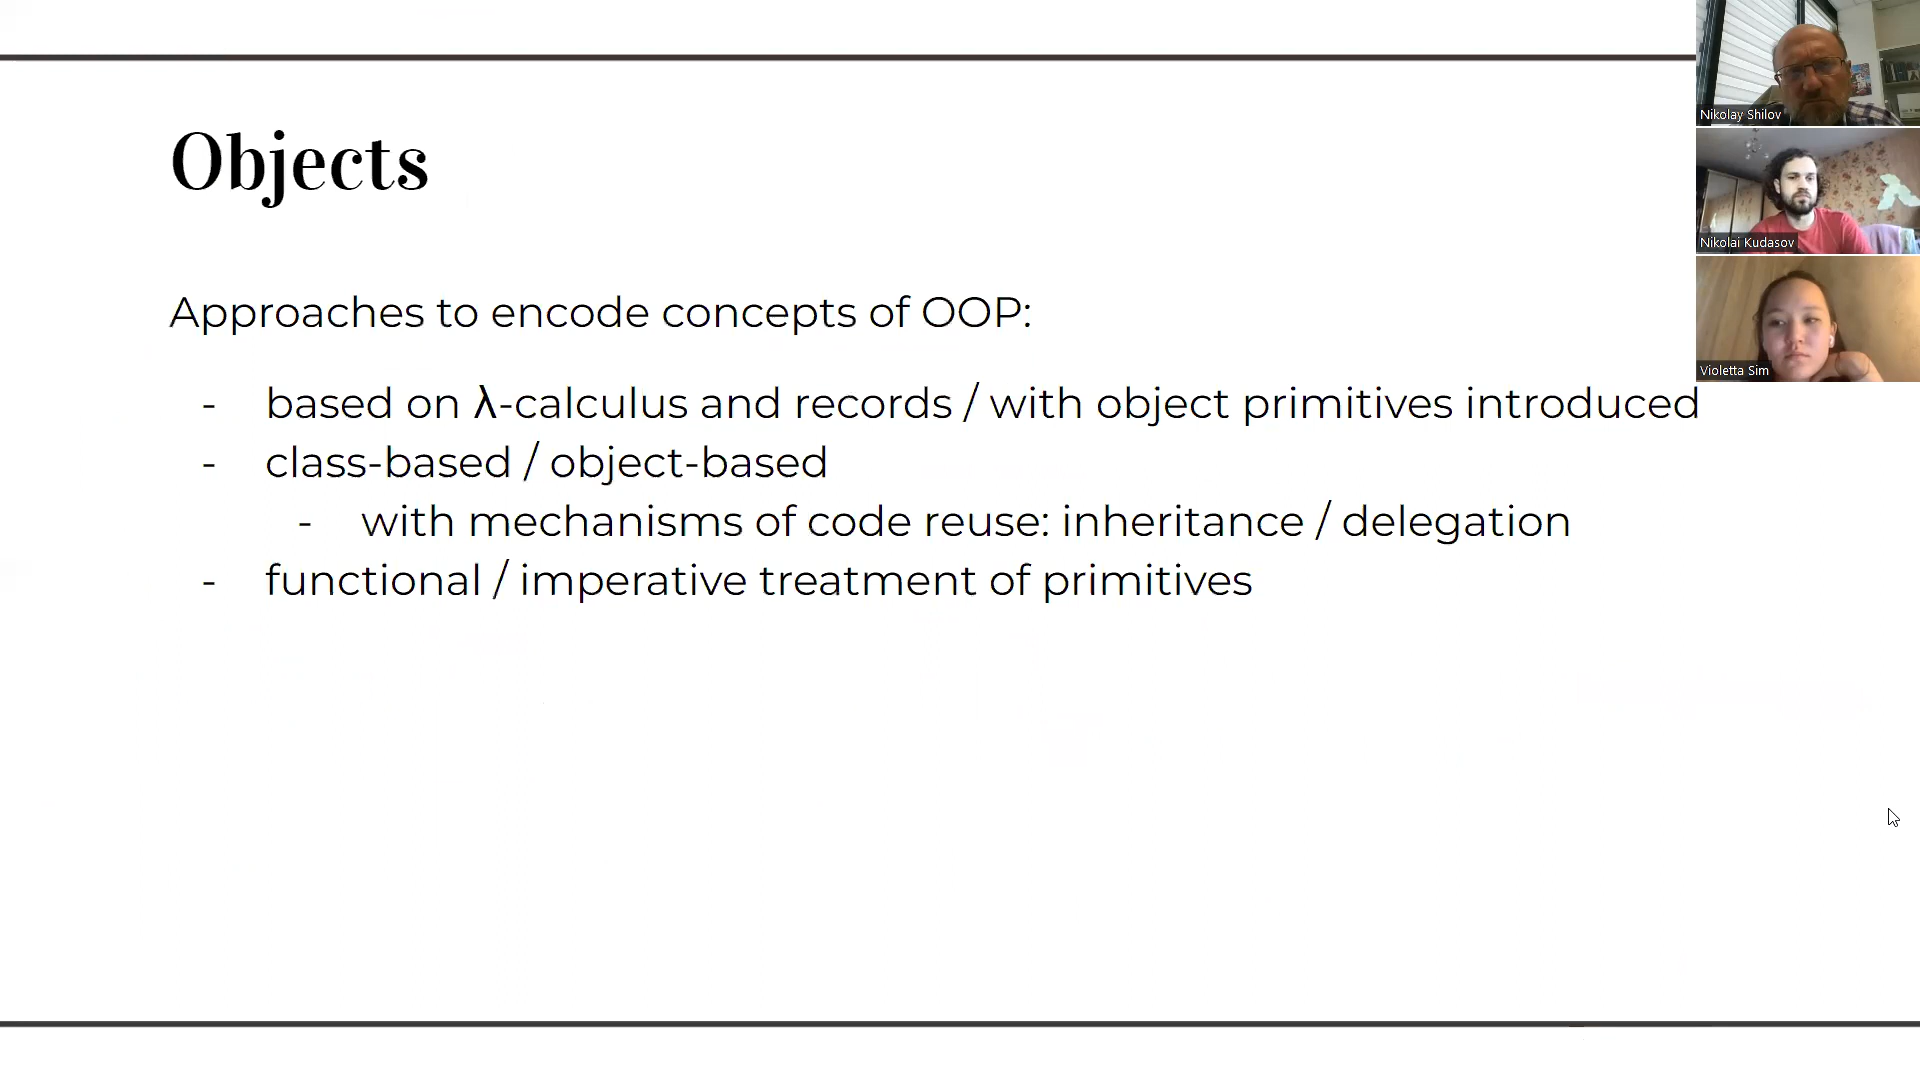 Objects
Approaches to encode concepts of OOP:
- based on λ-calculus and records / with object primitives introduced
- class-based / object-based
- with mechanisms of code reuse: inheritance / delegation
- functional / imperative treatment of primitives
Nikolay Shilov
Nikolai Kudasov
Violetta Sim